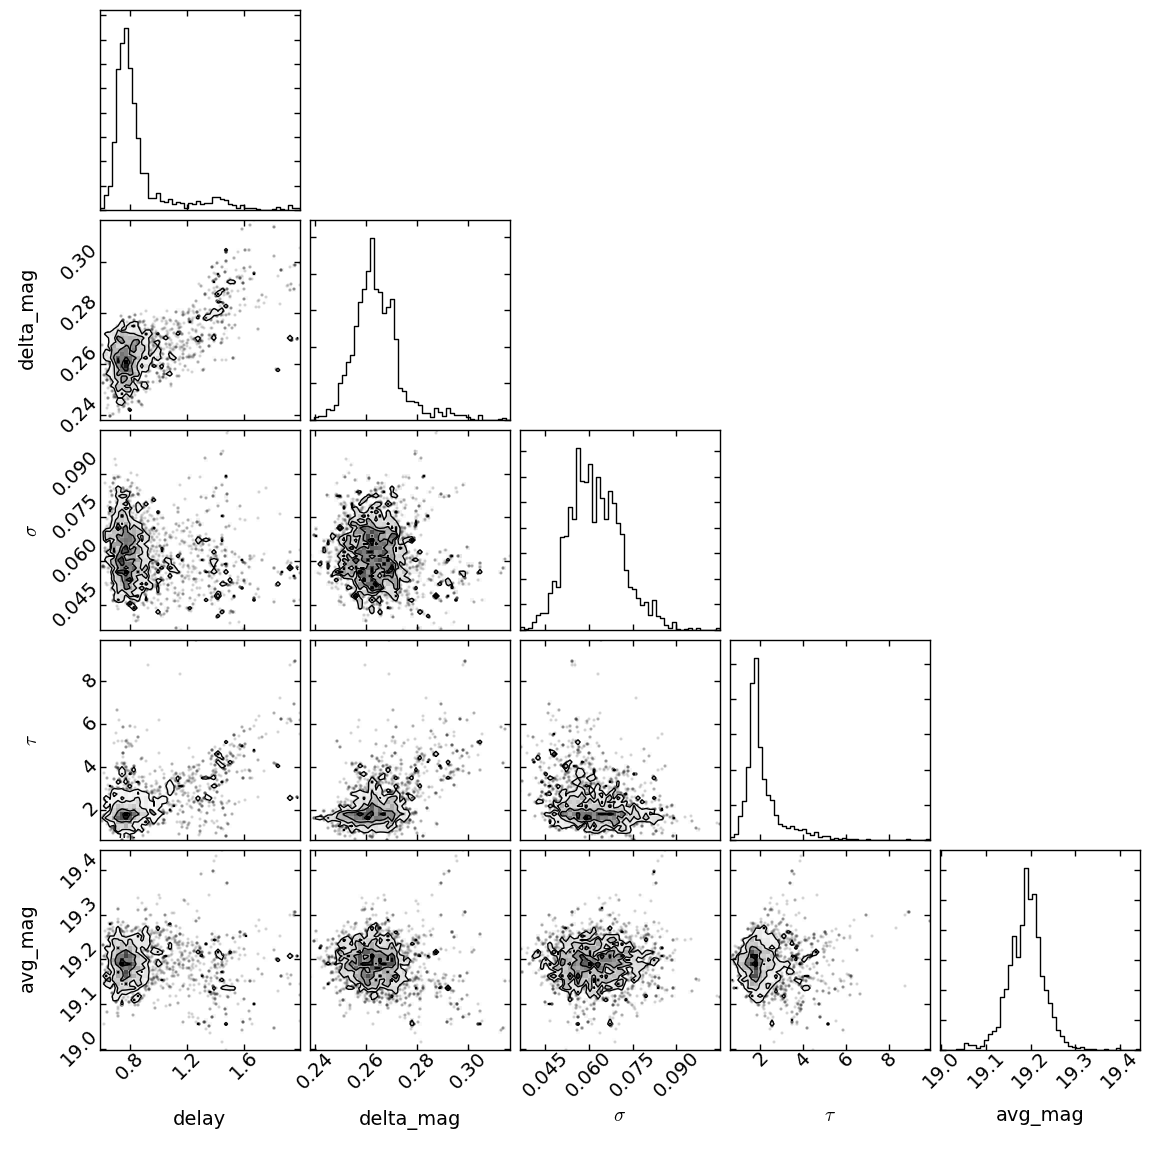 delta_mag
0.30
0.28
0.26
0.24
σ
0.090
0.075
0.060
0.045
τ
8
6
4
2
avg_mag
19.4
19.3
19.2
19.1
19.0
0.8 1.2 1.6
0.24 0.26 0.28 0.30
0.045 0.060 0.075 0.090
2 4 6 8
19.0 19.1 19.2 19.3 19.4
delay delta_mag σ τ avg_mag